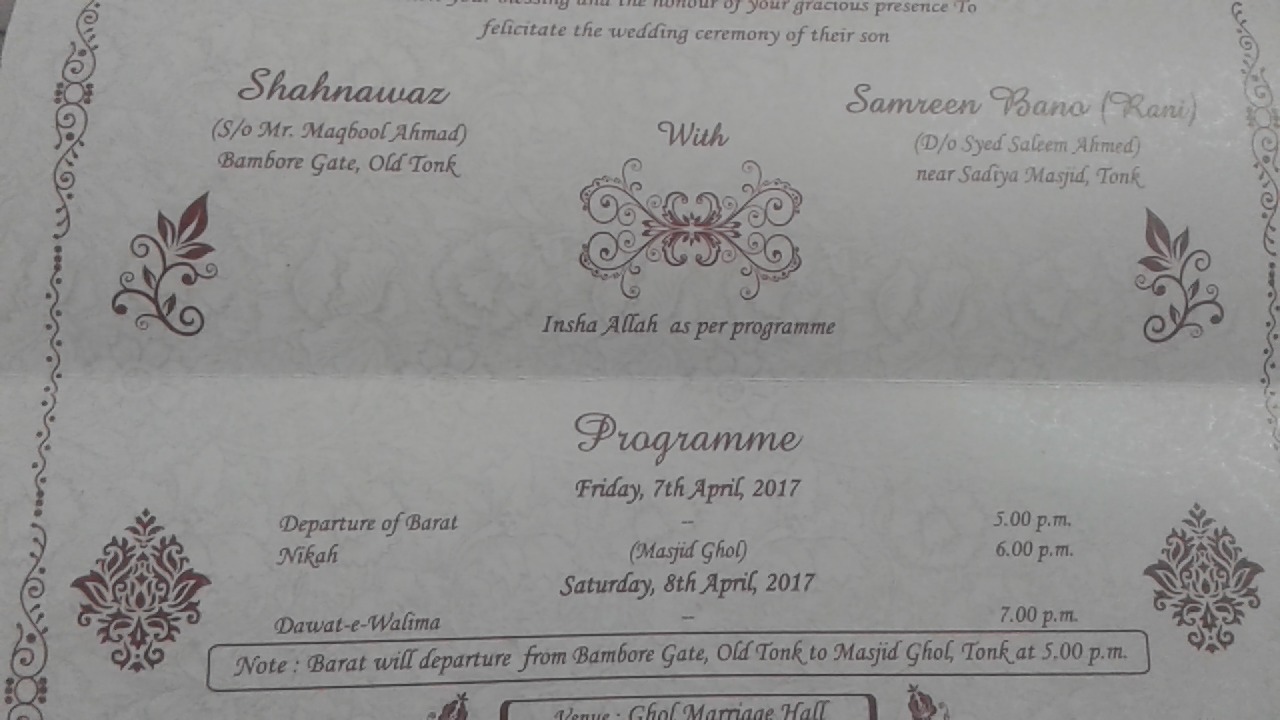 your blessing and the honour of your gracious presence To
felicitate the wedding ceremony of their son
Shahnawaz
(S/o Mr. Maqbool Ahmad)
Bambore Gate, Old Tonk
With
Samreen Bano (Rani)
(D/o Syed Saleem Ahmed)
near Sadiya Masjid, Tonk
Insha Allah as per programme
Programme
Friday, 7th April, 2017
Departure of Barat -- 5.00 p.m.
Nikah (Masjid Ghol) 6.00 p.m.
Saturday, 8th April, 2017
Dawat-e-Walima -- 7.00 p.m.
Note : Barat will departure from Bambore Gate, Old Tonk to Masjid Ghol, Tonk at 5.00 p.m.
Venue : Ghol Marriage Hall